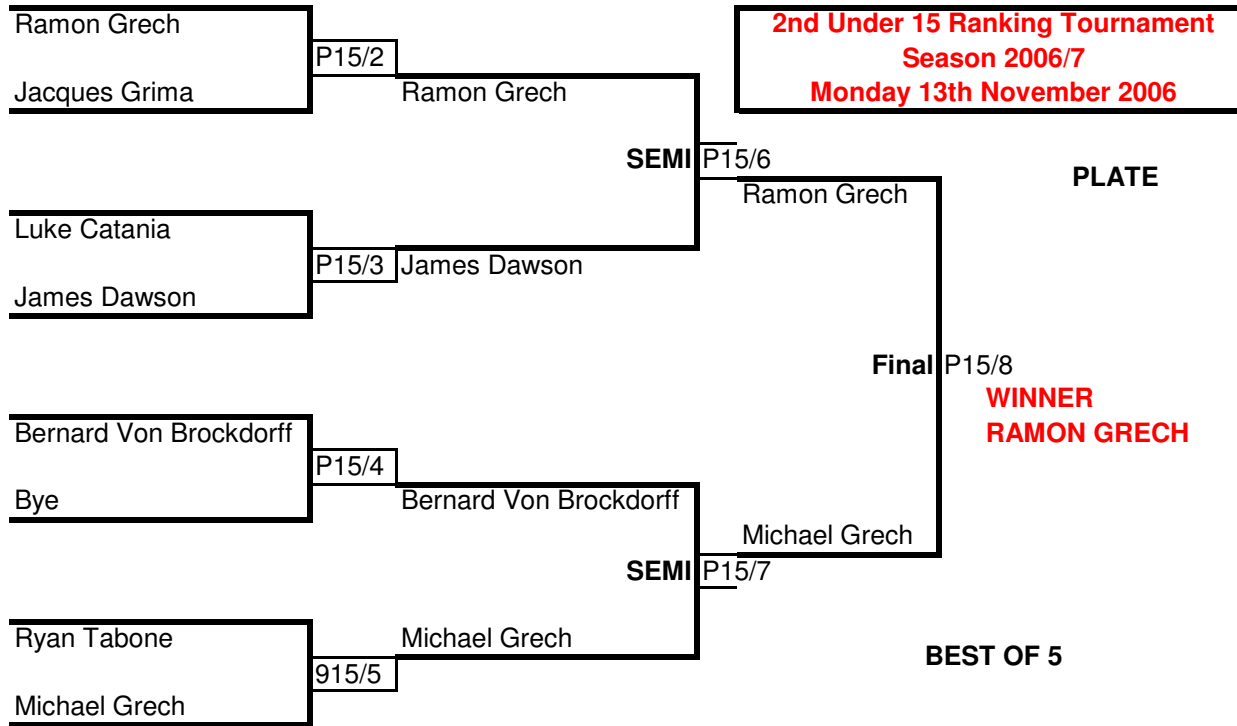 Ramon Grech
2nd Under 15 Ranking Tournament
P15/2
Season 2006/7
Jacques Grima
Ramon Grech
Monday 13th November 2006
SEMI P15/6
PLATE
Ramon Grech
Luke Catania
P15/3 James Dawson
James Dawson
Final P15/8
WINNER
Bernard Von Brockdorff
RAMON GRECH
P15/4
Bye
Bernard Von Brockdorff
Michael Grech
SEMI P15/7
Ryan Tabone
Michael Grech
BEST OF 5
915/5
Michael Grech